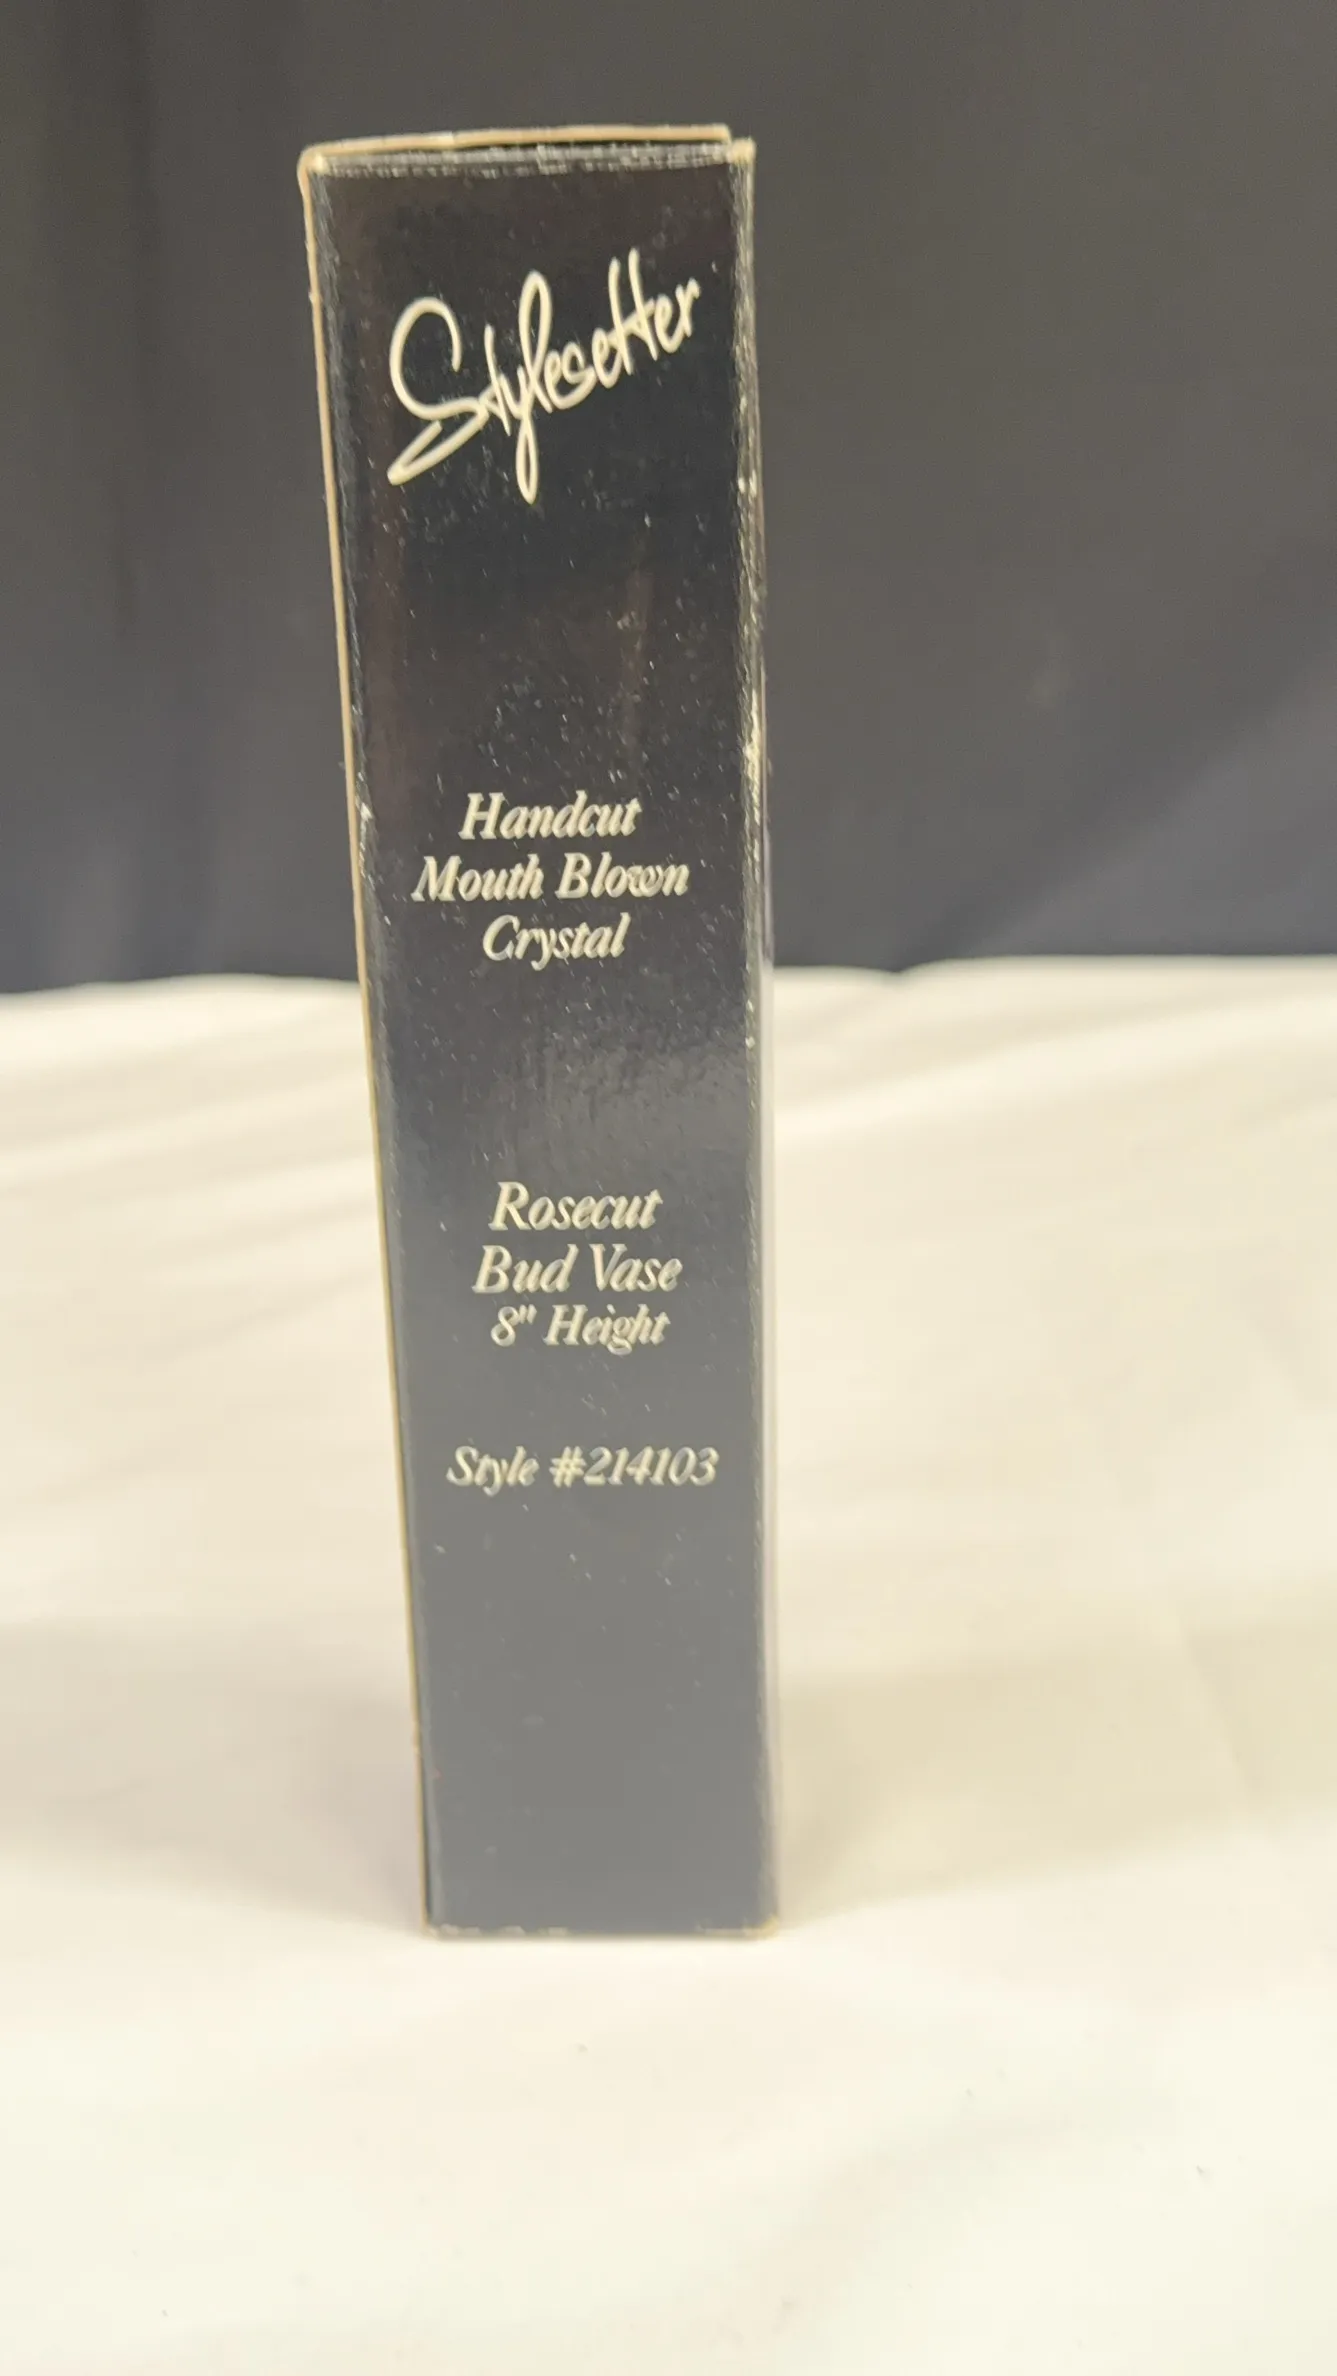 Stylesetter
Handcut
Mouth Blown
Crystal
Rosecut
Bud Vase
8" Height
Style #214103